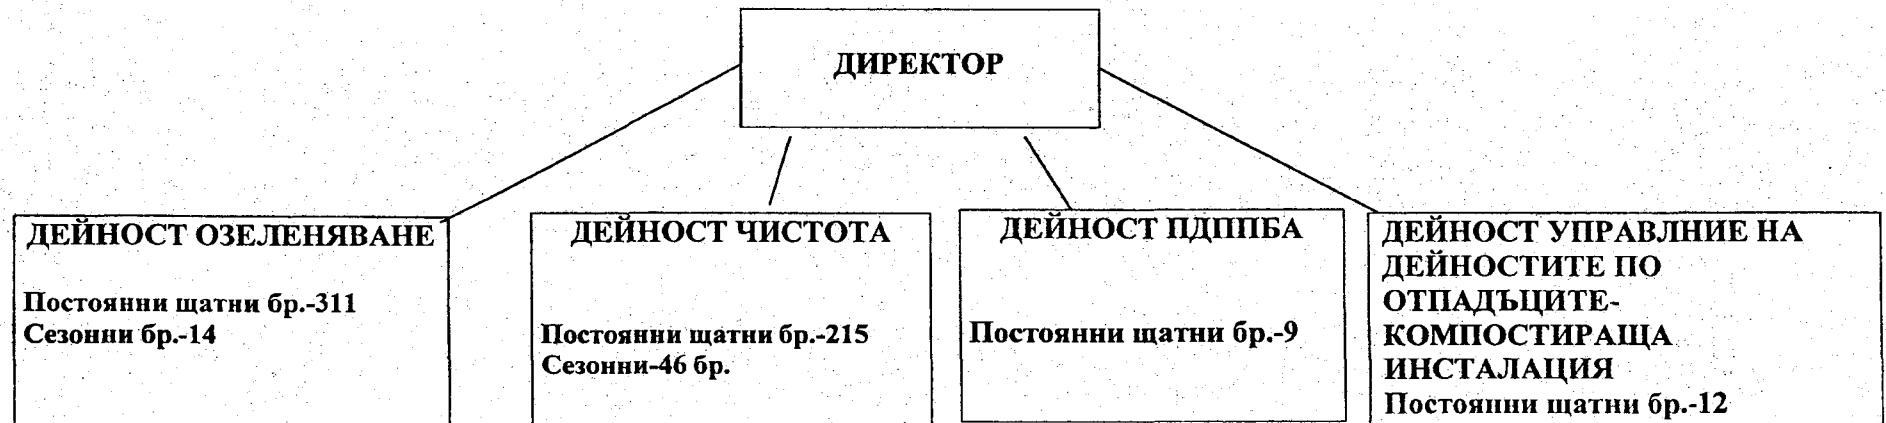 ДИРЕКТОР
ДЕЙНОСТ ОЗЕЛЕНЯВАНЕ
Постоянни щатни бр.-311
Сезонни бр.-14
ДЕЙНОСТ ЧИСТОТА
Постоянни щатни бр.-215
Сезонни-46 бр.
ДЕЙНОСТ ПДППБА
Постоянни щатни бр.-9
ДЕЙНОСТ УПРАВЛНИЕ НА
ДЕЙНОСТИТЕ ПО
ОТПАДЪЦИТЕ-
КОМПОСТИРАЩА
ИНСТАЛАЦИЯ
Постоянни щатни бр.-12